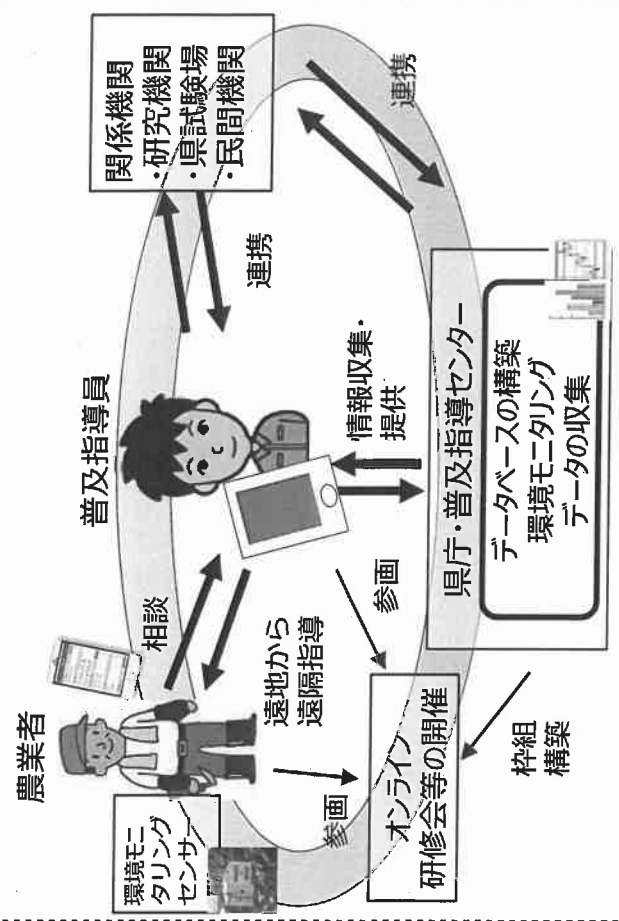 農業者
環境モニ
タリング
センサー
相談
遠地から
遠隔指導
普及指導員
連携
関係機関
・研究機関
・県試験場
・民間機関
参画
参画
情報収集・
提供
連携
オンライン
研修会等の開催
枠組
構築
県庁・普及指導センター
データベースの構築
環境モニタリング
データの収集